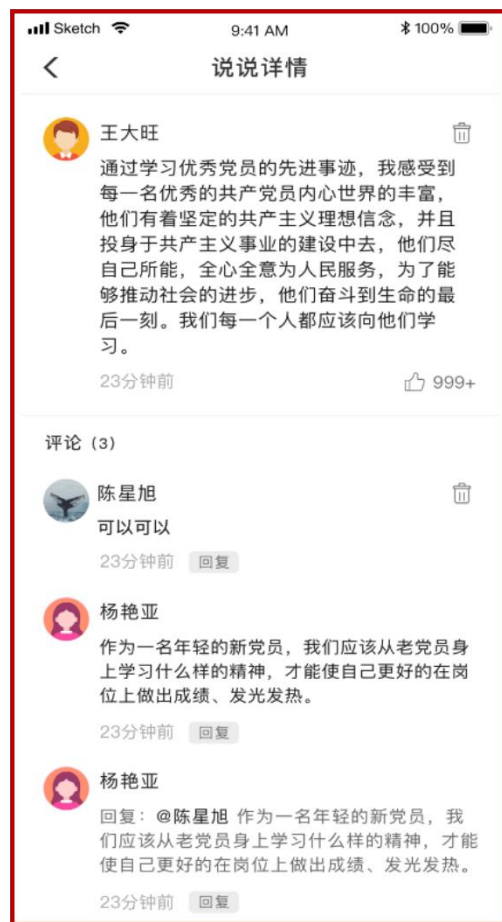 Sketch 9:41 AM 100%
说说详情
王大旺
通过学习优秀党员的先进事迹，我感受到
每一名优秀的共产党员内心世界的丰富，
他们有着坚定的共产主义理想信念，并且
投身于共产主义事业的建设中去，他们尽
自己所能，全心全意为人民服务，为了能
够推动社会的进步，他们奋斗到生命的最
后一刻。我们每一个人都应该向他们学
习。
23分钟前 999+
评论（3）
陈星旭
可以可以
23分钟前 回复
杨艳亚
作为一名年轻的新党员，我们应该从老党员身
上学习什么样的精神，才能使自己更好的在岗
位上做出成绩、发光发热。
23分钟前 回复
杨艳亚
回复：@陈星旭 作为一名年轻的新党员，我
们应该从老党员身上学习什么样的精神，才能
使自己更好的在岗位上做出成绩、发光发热。
23分钟前 回复